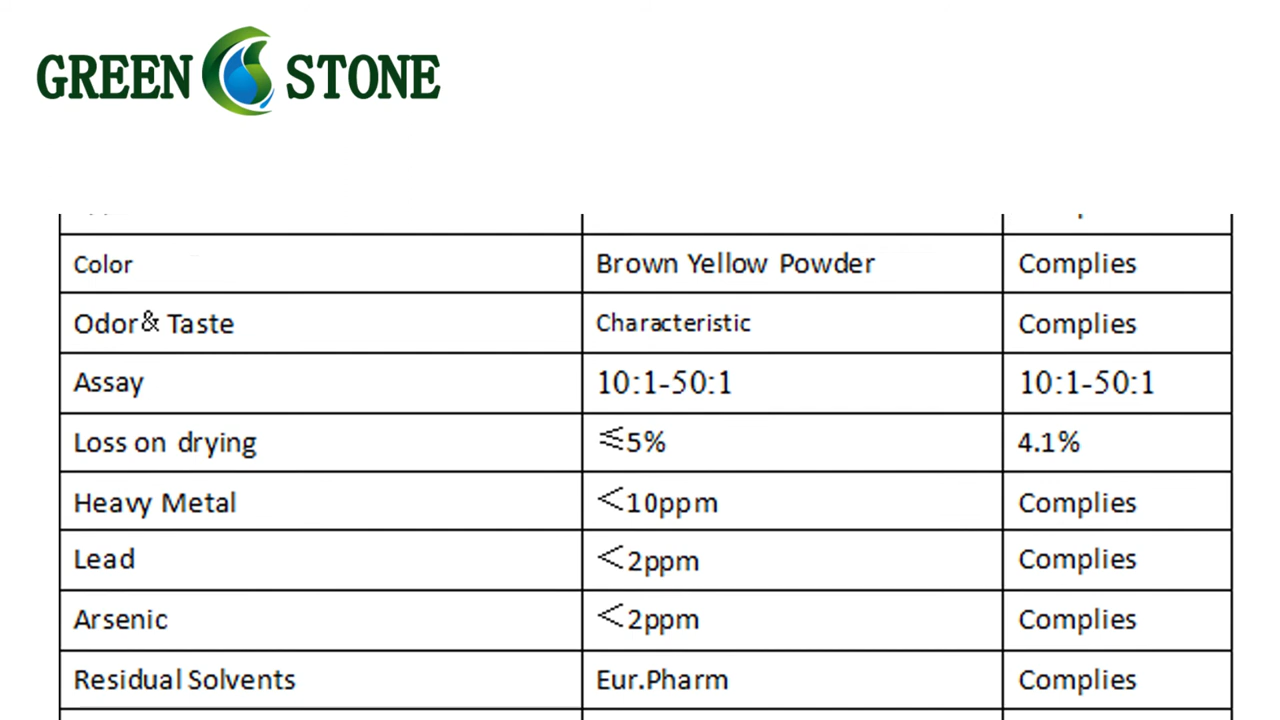 GREEN STONE
Color Brown Yellow Powder Complies
Odor& Taste Characteristic Complies
Assay 10:1-50:1 10:1-50:1
Loss on drying ≤5% 4.1%
Heavy Metal <10ppm Complies
Lead <2ppm Complies
Arsenic <2ppm Complies
Residual Solvents Eur.Pharm Complies